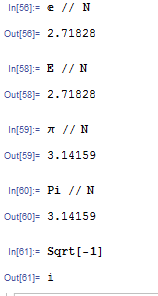 In[56]:= ⅇ // N
Out[56]= 2.71828
In[58]:= E // N
Out[58]= 2.71828
In[59]:= π // N
Out[59]= 3.14159
In[60]:= Pi // N
Out[60]= 3.14159
In[61]:= Sqrt[-1]
Out[61]= i